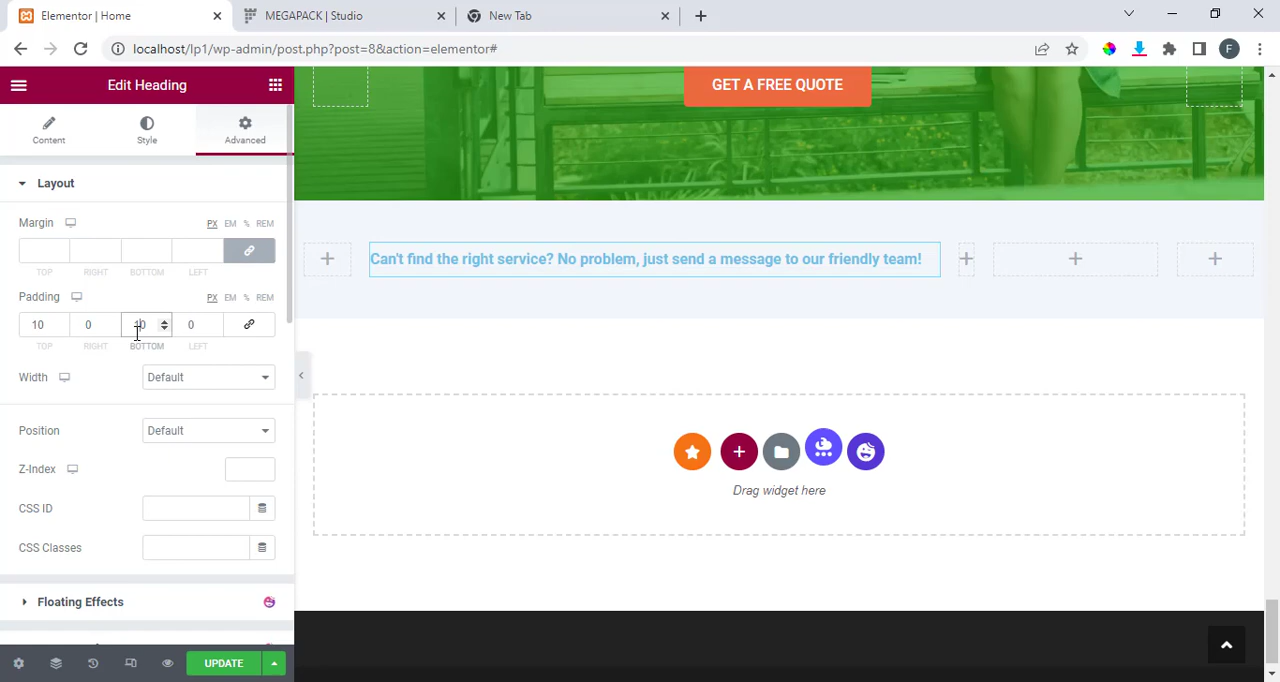 Elementor | Home
MEGAPACK | Studio
New Tab
localhost/lp1/wp-admin/post.php?post=8&action=elementor#
F
Edit Heading
Content
Style
Advanced
Layout
Margin
PX EM % REM
TOP RIGHT BOTTOM LEFT
Padding
PX EM % REM
10 0 10 0
TOP RIGHT BOTTOM LEFT
Width
Default
Position
Default
Z-Index
CSS ID
CSS Classes
Floating Effects
UPDATE
GET A FREE QUOTE
Can't find the right service? No problem, just send a message to our friendly team!
Drag widget here